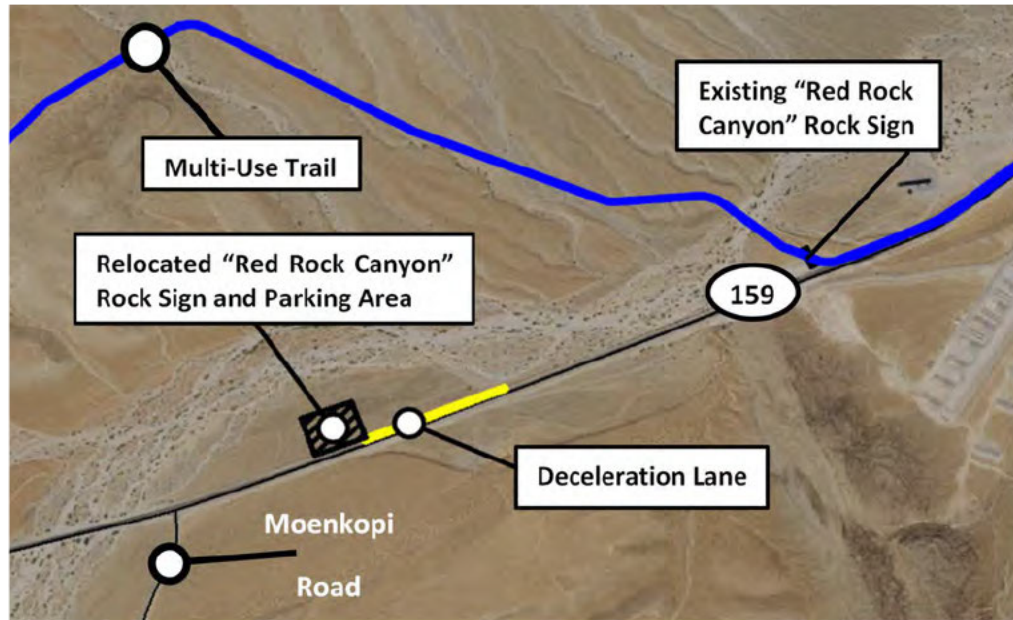 Existing “Red Rock
Canyon” Rock Sign
Multi-Use Trail
Relocated “Red Rock Canyon”
Rock Sign and Parking Area
159
Deceleration Lane
Moenkopi
Road